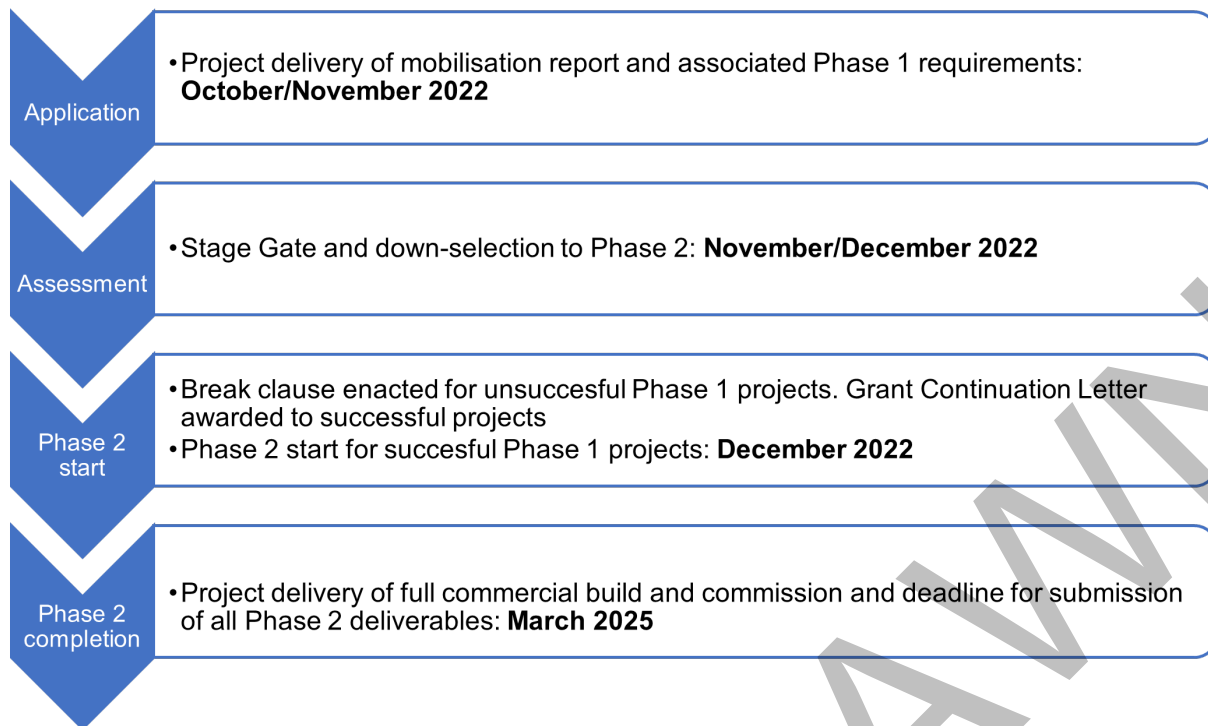 Application
•Project delivery of mobilisation report and associated Phase 1 requirements:
October/November 2022
Assessment
•Stage Gate and down-selection to Phase 2: November/December 2022
Phase 2
start
•Break clause enacted for unsuccesful Phase 1 projects. Grant Continuation Letter
awarded to successful projects
•Phase 2 start for succesful Phase 1 projects: December 2022
Phase 2
completion
•Project delivery of full commercial build and commission and deadline for submission
of all Phase 2 deliverables: March 2025